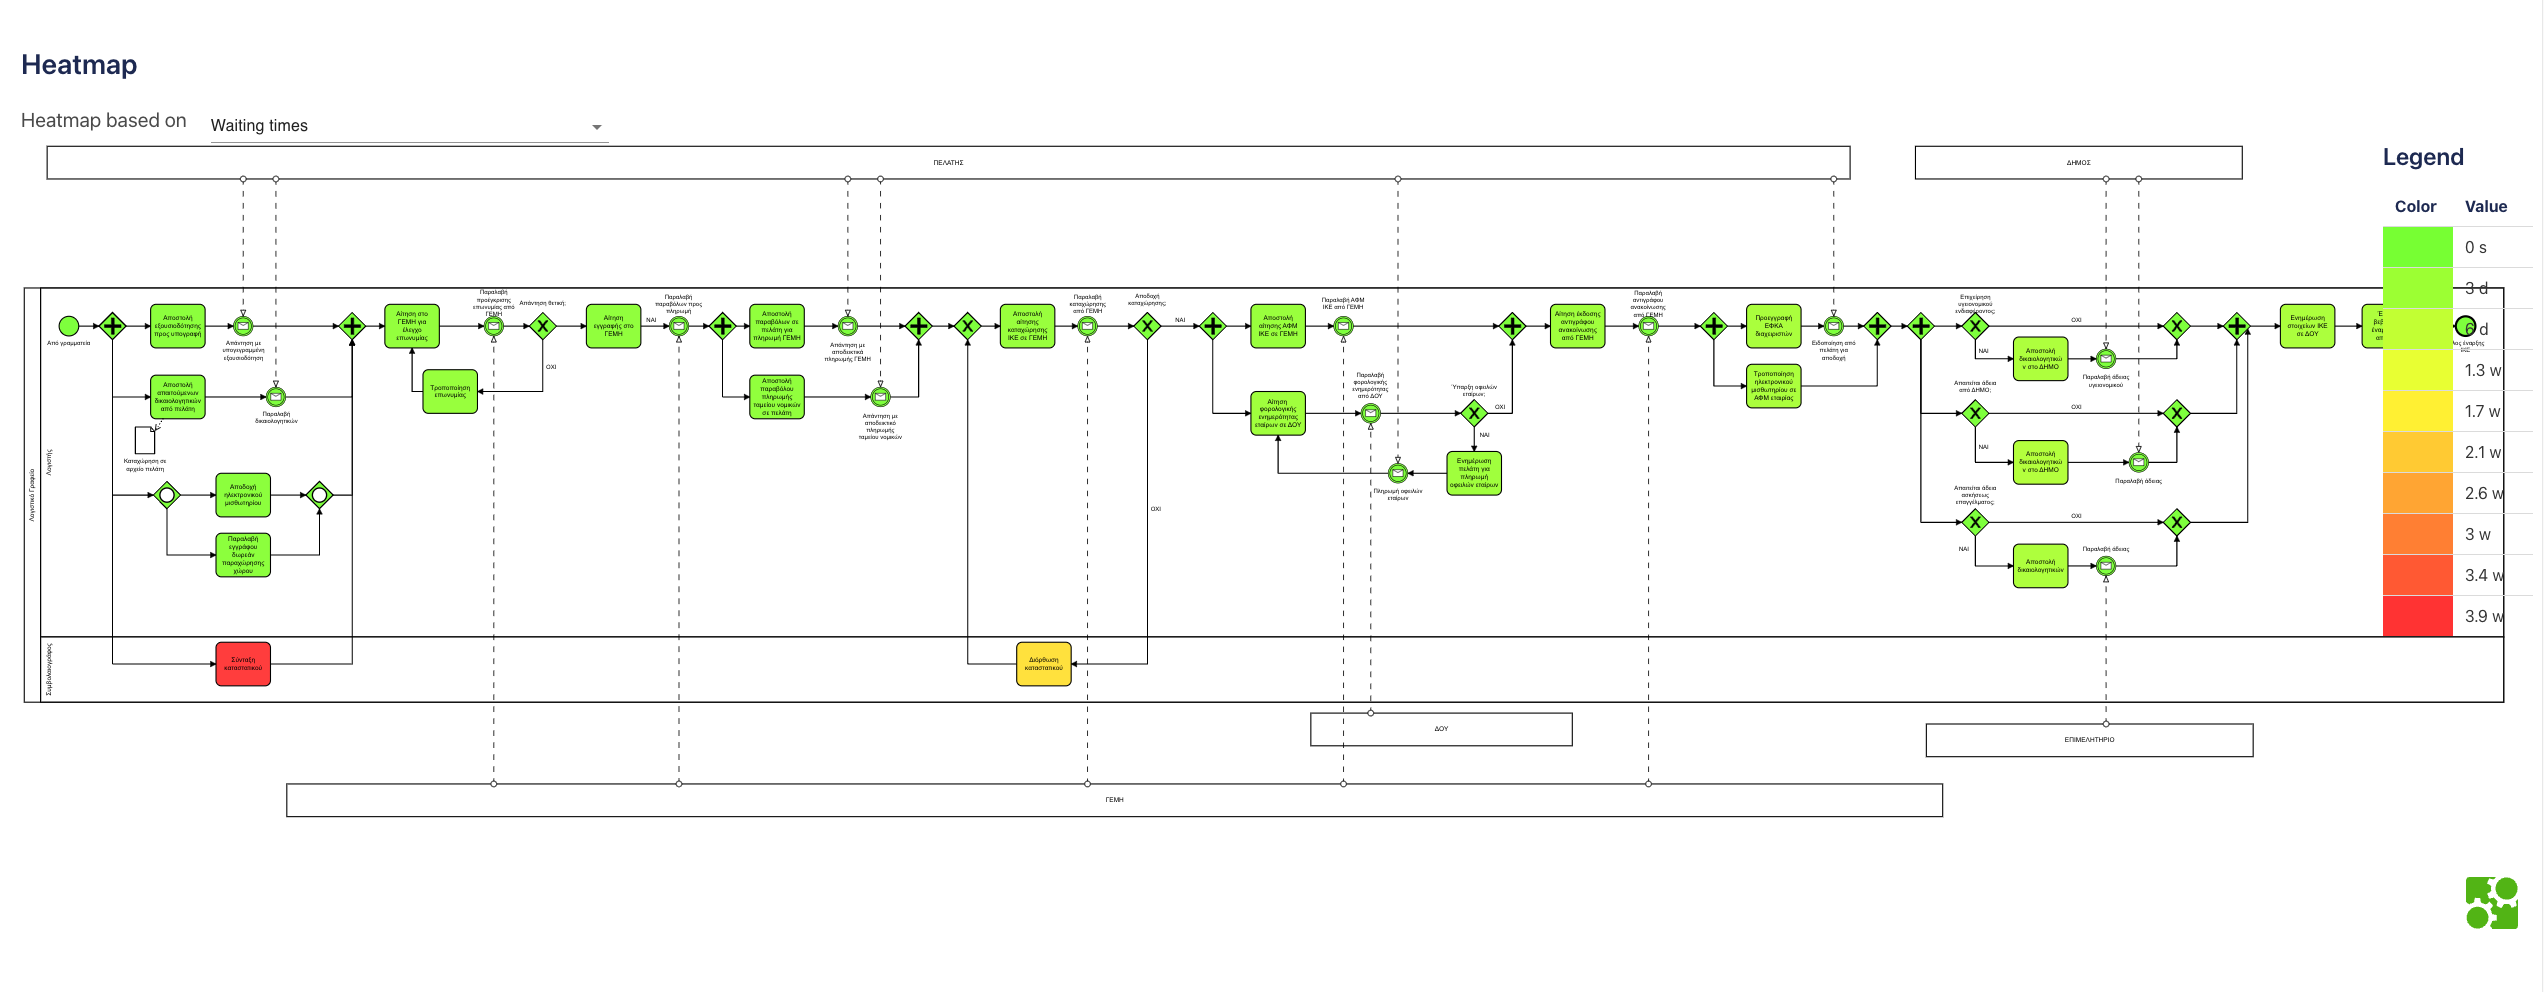 Heatmap
Heatmap based on
Waiting times
ΠΕΛΑΤΗΣ
ΔΗΜΟΣ
Legend
Color
Value
0 s
3 d
6 d
1.3 w
1.7 w
2.1 w
2.6 w
3 w
3.4 w
3.9 w
Λογιστικό Γραφείο
Λογιστής
Συμβολαιογράφος
Από γραμματεία
Αποστολή
εξουσιοδότησης
προς υπογραφή
Απάντηση με
υπογεγραμμένη
εξουσιοδότηση
Αποστολή
απαιτούμενων
δικαιολογητικών
από πελάτη
Παραλαβή
δικαιολογητικών
Καταχώρηση σε
αρχείο πελάτη
Αποδοχή
ηλεκτρονικού
μισθωτηρίου
Παραλαβή
εγγράφου
δωρεάν
παραχώρησης
χώρου
Σύνταξη
καταστατικού
Αίτηση στο
ΓΕΜΗ για
έλεγχο
επωνυμίας
Παραλαβή
προέγκρισης
επωνυμίας από
ΓΕΜΗ
Απάντηση θετική;
ΝΑΙ
ΟΧΙ
Τροποποίηση
επωνυμίας
Αίτηση
εγγραφής στο
ΓΕΜΗ
Παραλαβή
παραβόλων προς
πληρωμή
Αποστολή
παραβόλων σε
πελάτη για
πληρωμή ΓΕΜΗ
Απάντηση με
αποδεικτικά
πληρωμής ΓΕΜΗ
Αποστολή
παραβόλου
πληρωμής
ταμείου νομικών
σε πελάτη
Απάντηση με
αποδεικτικό
πληρωμής
ταμείου νομικών
Αποστολή
αίτησης
καταχώρησης
ΙΚΕ σε ΓΕΜΗ
Παραλαβή
καταχώρησης
από ΓΕΜΗ
Αποδοχή
καταχώρησης;
ΝΑΙ
ΟΧΙ
Διόρθωση
καταστατικού
Αποστολή
αίτησης ΑΦΜ
ΙΚΕ σε ΓΕΜΗ
Παραλαβή ΑΦΜ
ΙΚΕ από ΓΕΜΗ
Αίτηση
φορολογικής
ενημερότητας
εταίρων σε ΔΟΥ
Παραλαβή
φορολογικής
ενημερότητας
από ΔΟΥ
Ύπαρξη οφειλών
εταίρων;
ΟΧΙ
ΝΑΙ
Ενημέρωση
πελάτη για
πληρωμή
οφειλών εταίρων
Πληρωμή οφειλών
εταίρων
Αίτηση έκδοσης
αντιγράφου
ανακοίνωσης
από ΓΕΜΗ
Παραλαβή
αντιγράφου
ανακοίνωσης
από ΓΕΜΗ
Προεγγραφή
ΕΦΚΑ
διαχειριστών
Ειδοποίηση από
πελάτη για
αποδοχή
Τροποποίηση
ηλεκτρονικού
μισθωτηρίου σε
ΑΦΜ εταιρίας
Επιχείρηση
υγειονομικού
ενδιαφέροντος;
ΟΧΙ
ΝΑΙ
Αποστολή
δικαιολογητικώ
ν στο ΔΗΜΟ
Παραλαβή άδειας
υγειονομικού
Απαιτείται άδεια
από ΔΗΜΟ;
ΟΧΙ
ΝΑΙ
Αποστολή
δικαιολογητικώ
ν στο ΔΗΜΟ
Παραλαβή άδειας
Απαιτείται άδεια
ασκήσεως
επαγγέλματος;
ΟΧΙ
ΝΑΙ
Αποστολή
δικαιολογητικών
Παραλαβή άδειας
Ενημέρωση
στοιχείων ΙΚΕ
σε ΔΟΥ
έναρξης
ΙΚΕ
ΔΟΥ
ΕΠΙΜΕΛΗΤΗΡΙΟ
ΓΕΜΗ